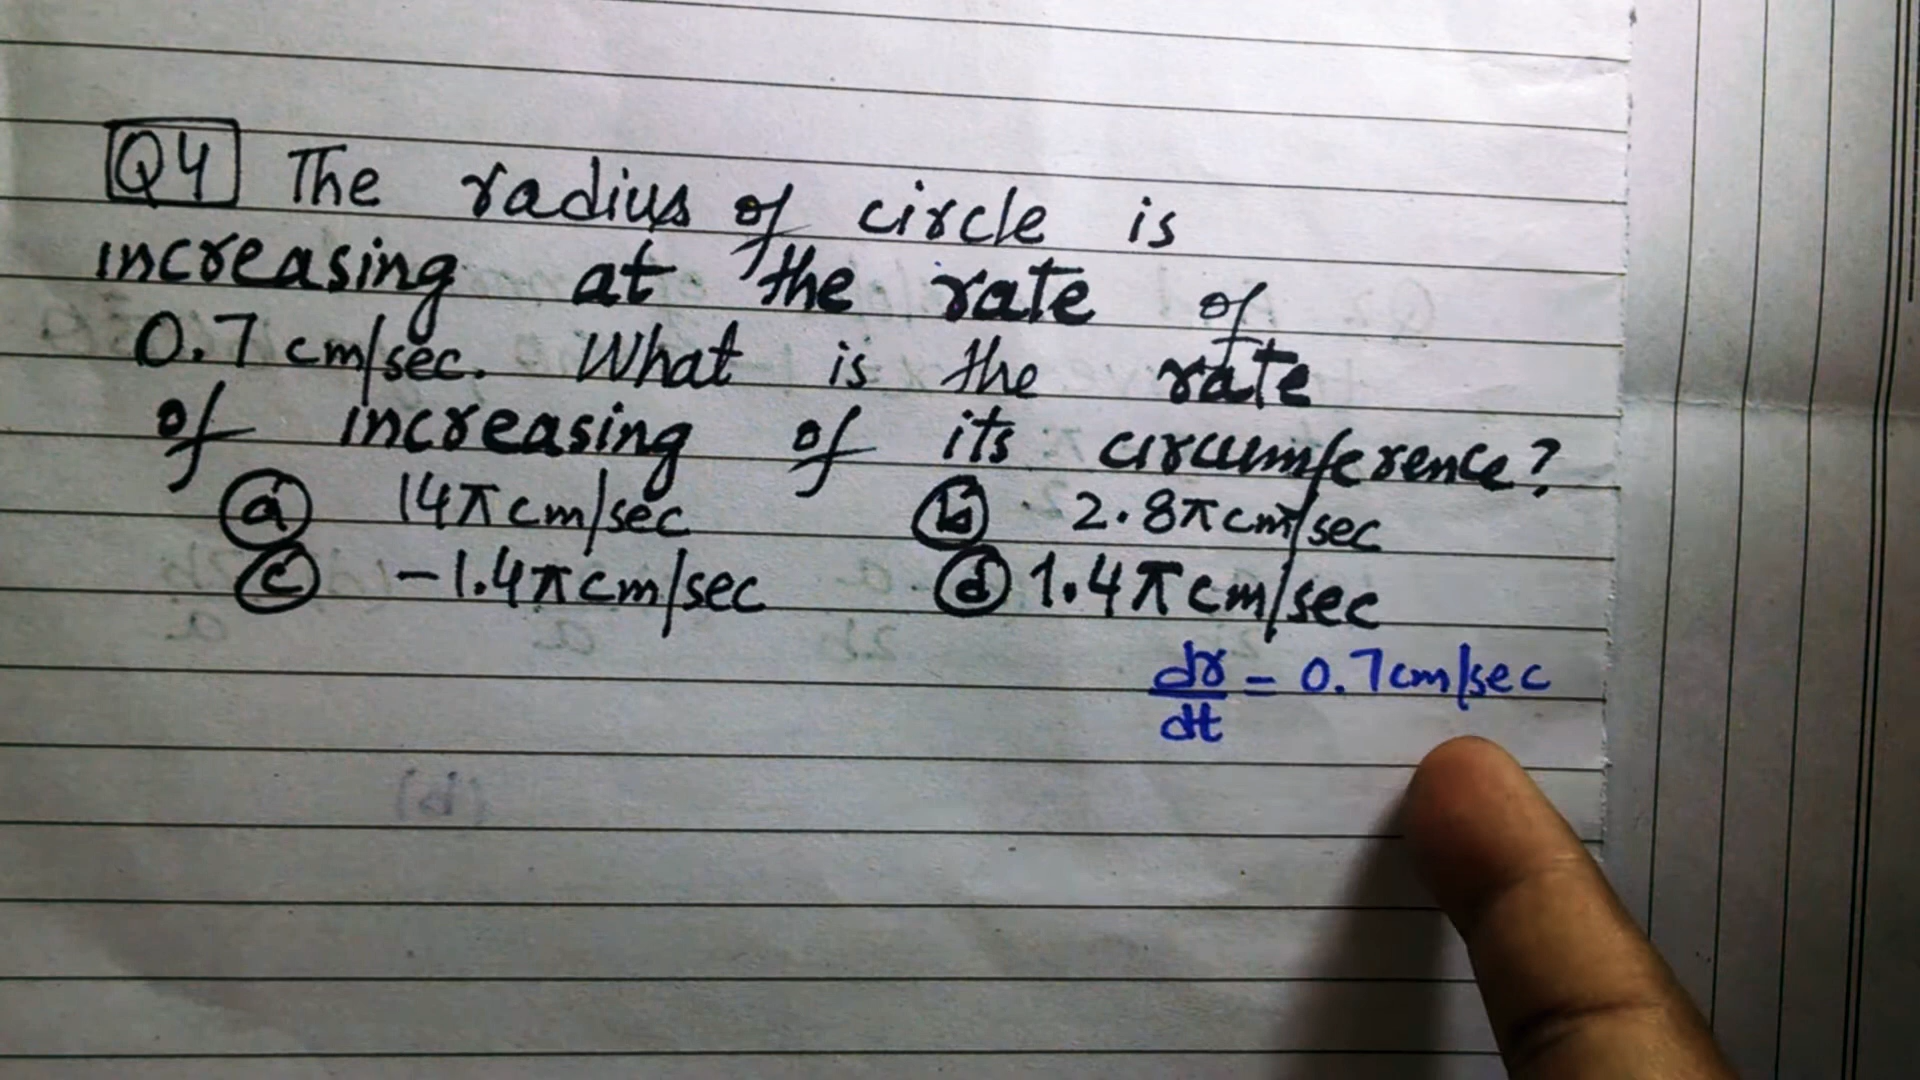 Q4 The radius of circle is
increasing at the rate of
0.7 cm/sec. What is the rate
of increasing of its circumference?
(a) 14π cm/sec (b) 2.8π cm/sec
(c) -1.4π cm/sec (d) 1.4π cm/sec
dr/dt = 0.7 cm/sec